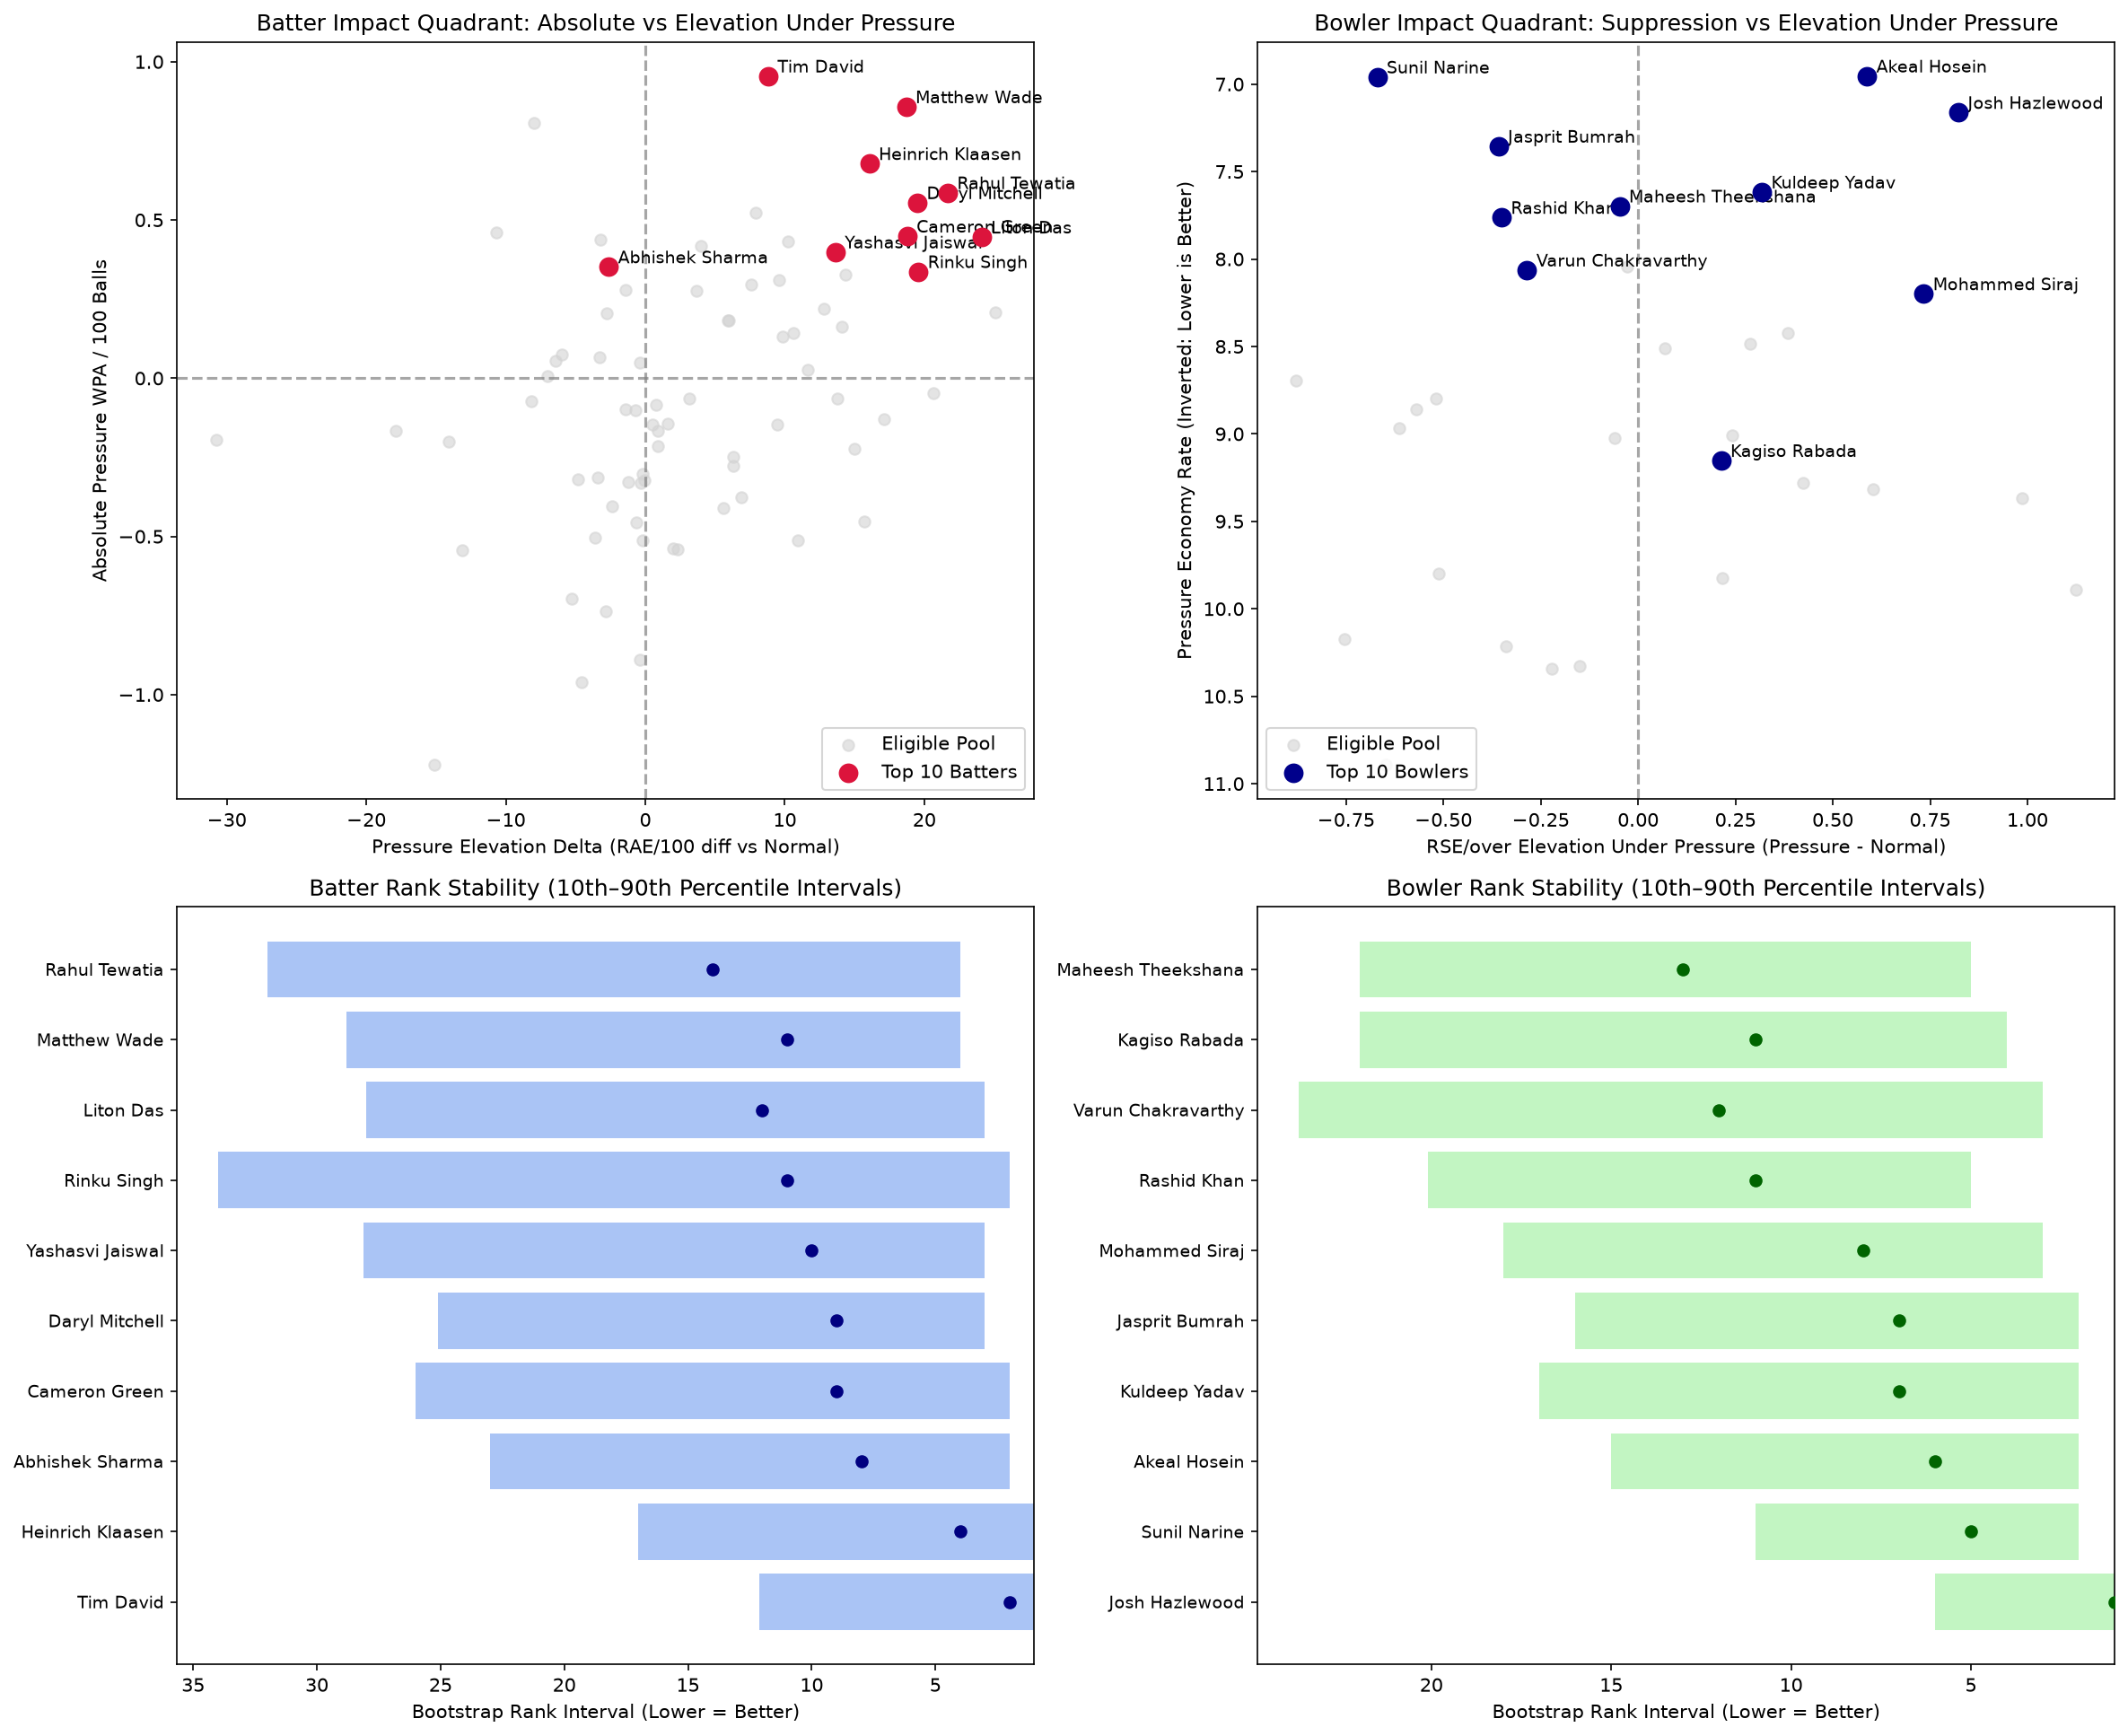 Batter Impact Quadrant: Absolute vs Elevation Under Pressure
Absolute Pressure WPA / 100 Balls
1.0
0.5
0.0
−0.5
−1.0
Tim David
Matthew Wade
Heinrich Klaasen
Rahul Tewatia
Daryl Mitchell
Cameron Green
Liton Das
Yashasvi Jaiswal
Abhishek Sharma
Rinku Singh
Eligible Pool
Top 10 Batters
−30
−20
−10
0
10
20
Pressure Elevation Delta (RAE/100 diff vs Normal)
Bowler Impact Quadrant: Suppression vs Elevation Under Pressure
Pressure Economy Rate (Inverted: Lower is Better)
7.0
7.5
8.0
8.5
9.0
9.5
10.0
10.5
11.0
Sunil Narine
Akeal Hosein
Josh Hazlewood
Jasprit Bumrah
Kuldeep Yadav
Maheesh Theekshana
Rashid Khan
Varun Chakravarthy
Mohammed Siraj
Kagiso Rabada
Eligible Pool
Top 10 Bowlers
−0.75
−0.50
−0.25
0.00
0.25
0.50
0.75
1.00
RSE/over Elevation Under Pressure (Pressure - Normal)
Batter Rank Stability (10th–90th Percentile Intervals)
Rahul Tewatia
Matthew Wade
Liton Das
Rinku Singh
Yashasvi Jaiswal
Daryl Mitchell
Cameron Green
Abhishek Sharma
Heinrich Klaasen
Tim David
35
30
25
20
15
10
5
Bootstrap Rank Interval (Lower = Better)
Bowler Rank Stability (10th–90th Percentile Intervals)
Maheesh Theekshana
Kagiso Rabada
Varun Chakravarthy
Rashid Khan
Mohammed Siraj
Jasprit Bumrah
Kuldeep Yadav
Akeal Hosein
Sunil Narine
Josh Hazlewood
20
15
10
5
Bootstrap Rank Interval (Lower = Better)